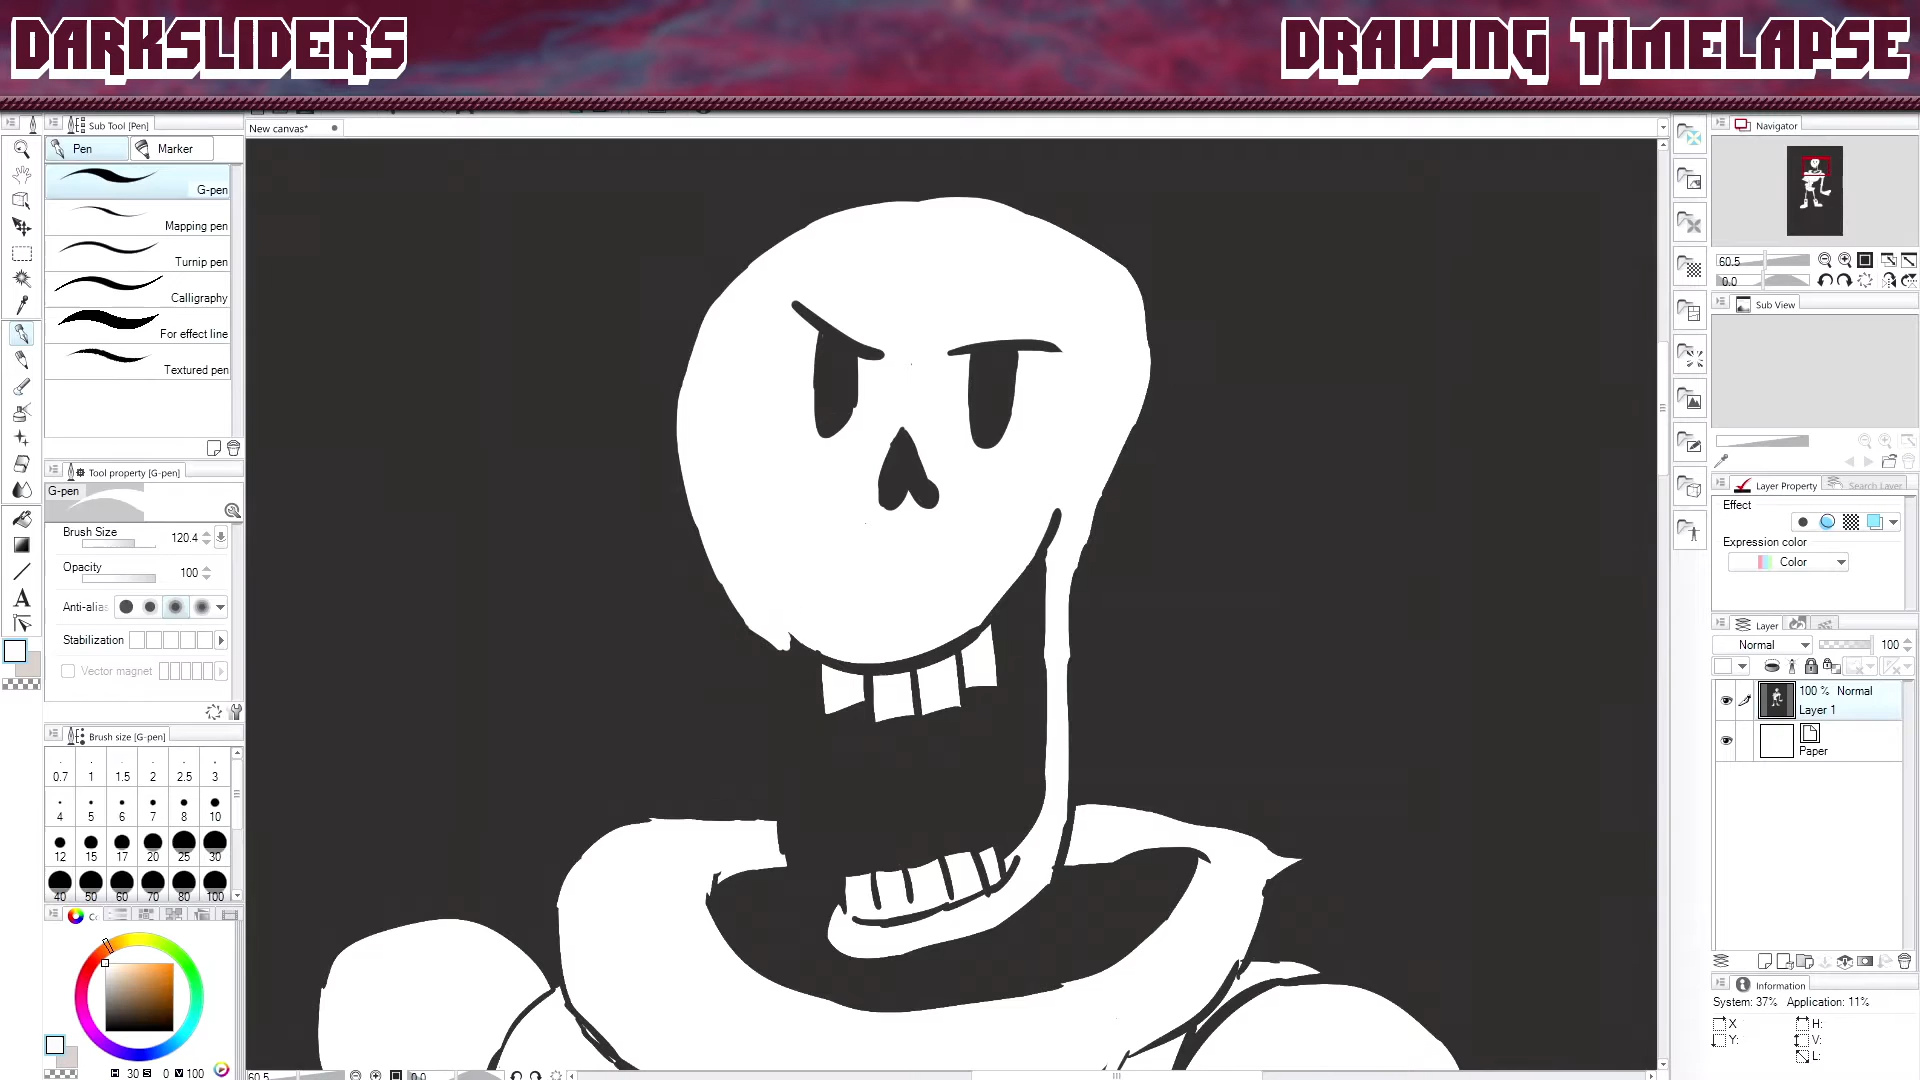 DARKSLIDERS
DRAWING TIMELAPSE
Sub Tool [Pen]
New canvas*
Navigator
Pen
Marker
G-pen
Mapping pen
Turnip pen
Calligraphy
For effect line
Textured pen
60.5
0.0
Sub View
Tool property [G-pen]
G-pen
Brush Size
120.4
Opacity
100
Anti-alias
Stabilization
Vector magnet
Layer Property
Search Layer
Effect
Expression color
Color
Layer
Normal
100
100 % Normal
Layer 1
Paper
Brush size [G-pen]
0.7 1 1.5 2 2.5 3
4 5 6 7 8 10
12 15 17 20 25 30
40 50 60 70 80 100
Information
System: 37% Application: 11%
X
H:
Y:
V:
L:
H 30 S 0 V 100
60.5
0.0